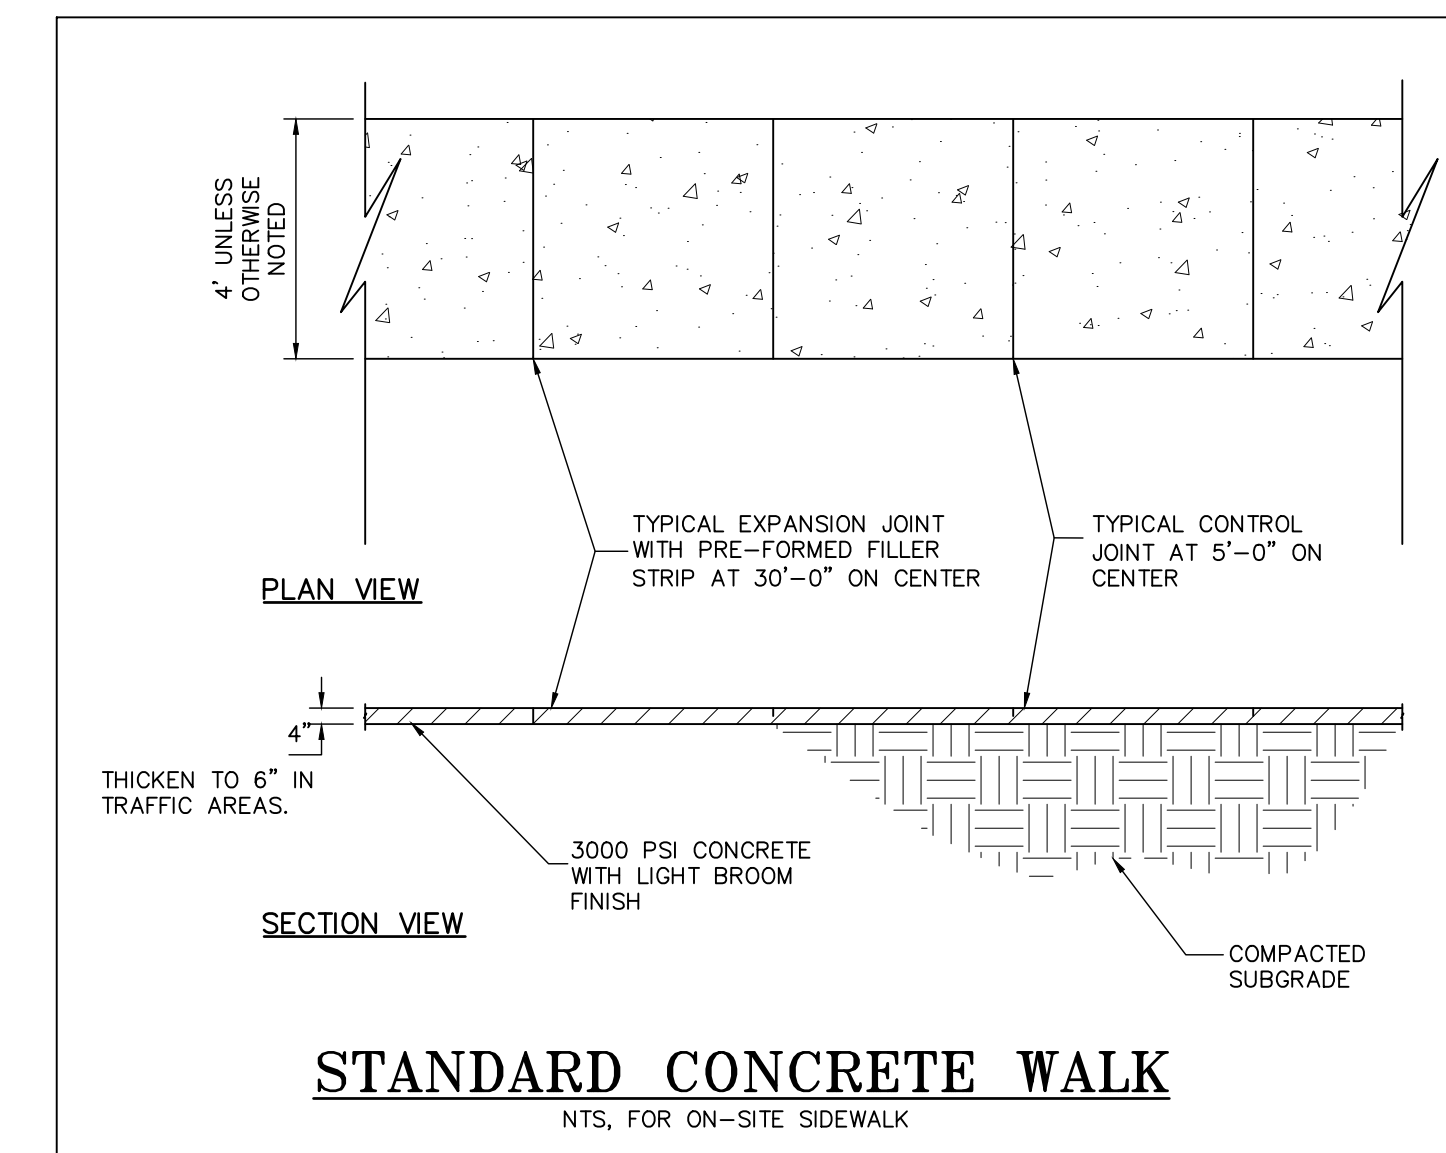 4' UNLESS
OTHERWISE
NOTED
TYPICAL EXPANSION JOINT
WITH PRE-FORMED FILLER
STRIP AT 30'-0" ON CENTER
TYPICAL CONTROL
JOINT AT 5'-0" ON
CENTER
PLAN VIEW
4"
THICKEN TO 6" IN
TRAFFIC AREAS.
3000 PSI CONCRETE
WITH LIGHT BROOM
FINISH
SECTION VIEW
COMPACTED
SUBGRADE
STANDARD CONCRETE WALK
NTS, FOR ON-SITE SIDEWALK